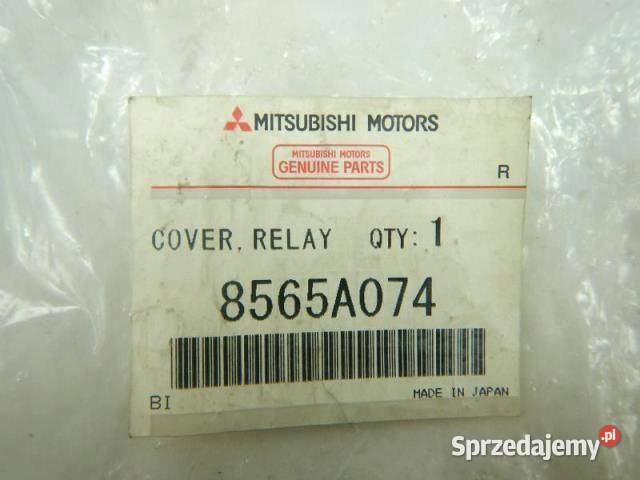 MITSUBISHI MOTORS
MITSUBISHI MOTORS
GENUINE PARTS
R
COVER, RELAY QTY: 1
8565A074
BI
MADE IN JAPAN
Sprzedajemy.pl